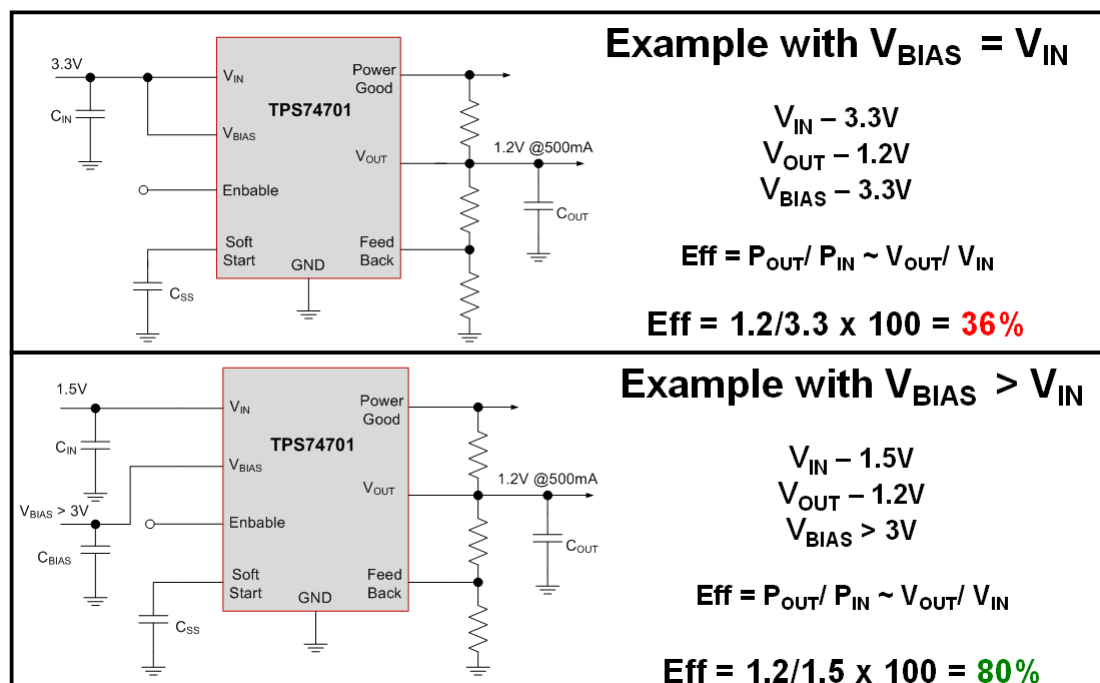 Example with VBIAS = VIN
3.3V
VIN
Power
Good
CIN
TPS74701
VBIAS
1.2V @500mA
VOUT
Enbable
COUT
Soft
Start
Feed
Back
GND
CSS
VIN – 3.3V
VOUT – 1.2V
VBIAS – 3.3V
Eff = POUT/ PIN ~ VOUT/ VIN
Eff = 1.2/3.3 x 100 = 36%
Example with VBIAS > VIN
1.5V
VIN
Power
Good
CIN
TPS74701
VBIAS
1.2V @500mA
VOUT
VBIAS > 3V
Enbable
CBIAS
COUT
Soft
Start
Feed
Back
GND
CSS
VIN – 1.5V
VOUT – 1.2V
VBIAS > 3V
Eff = POUT/ PIN ~ VOUT/ VIN
Eff = 1.2/1.5 x 100 = 80%